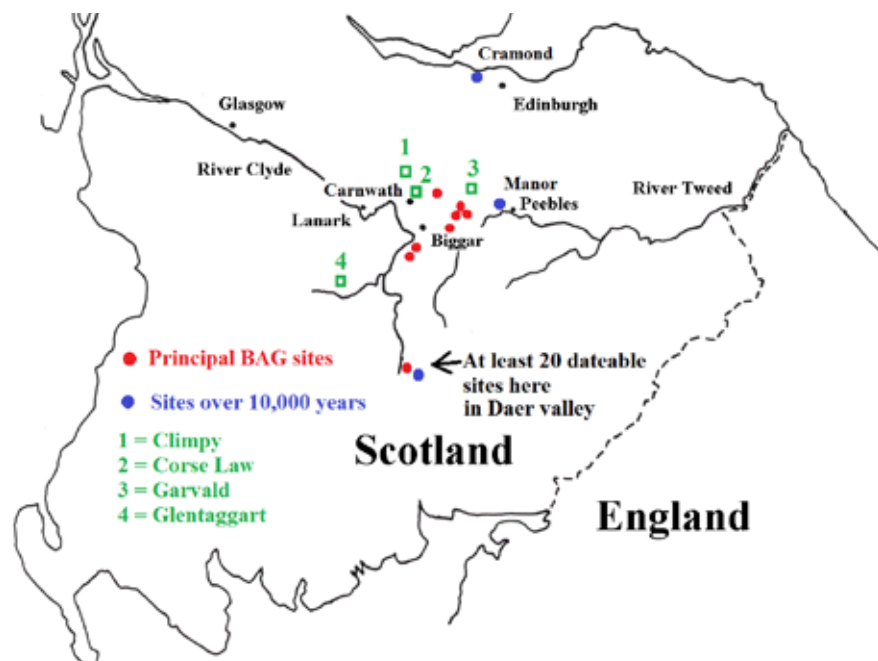 Cramond
Edinburgh
Glasgow
River Clyde
1
2
3
Carnwath
Lanark
Manor
Peebles
River Tweed
Biggar
4
Principal BAG sites
Sites over 10,000 years
At least 20 dateable
sites here
in Daer valley
1 = Climpy
2 = Corse Law
3 = Garvald
4 = Glentaggart
Scotland
England